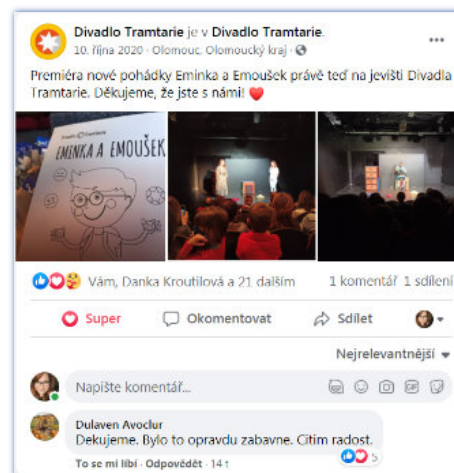 Divadlo Tramtarie je v Divadlo Tramtarie.
10. října 2020 · Olomouc, Olomoucký kraj ·
Premiéra nové pohádky Eminka a Emoušek právě teď na jevišti Divadla
Tramtarie. Děkujeme, že jste s námi! ❤️
Divadlo Tramtarie
EMINKA A EMOUŠEK
Vám, Danka Kroutilová a 21 dalším 1 komentář 1 sdílení
Super Okomentovat Sdílet
Nejrelevantnější
Napište komentář...
GIF
Dulaven Avoclur
Dekujeme. Bylo to opravdu zabavne. Citim radost.
5
To se mi líbí · Odpovědět · 14 t